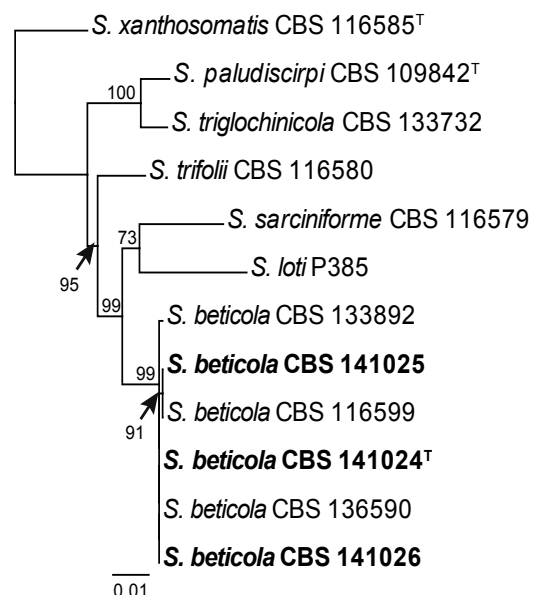 S. xanthosomatis CBS 116585ᵀ
S. paludiscirpi CBS 109842ᵀ
100
S. triglochinicola CBS 133732
S. trifolii CBS 116580
S. sarciniforme CBS 116579
73
95
S. loti P385
99
S. beticola CBS 133892
99
S. beticola CBS 141025
S. beticola CBS 116599
91
S. beticola CBS 141024ᵀ
S. beticola CBS 136590
S. beticola CBS 141026
0.01